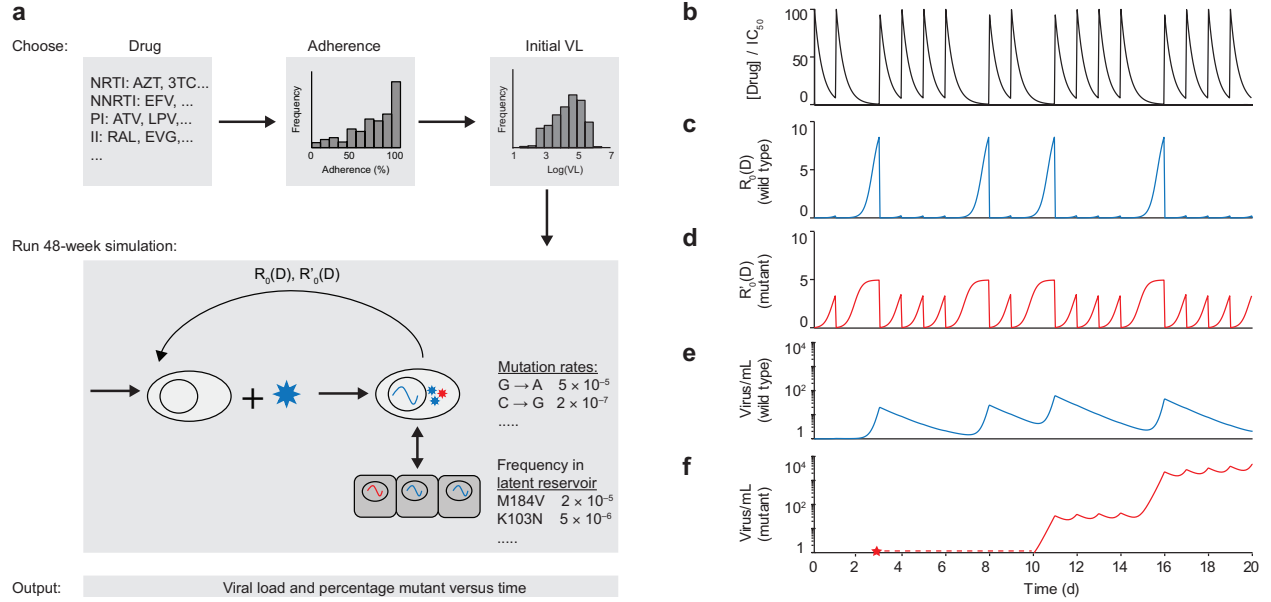 a
Choose:
Drug
Adherence
Initial VL
NRTI: AZT, 3TC...
NNRTI: EFV, ...
PI: ATV, LPV,...
II: RAL, EVG,...
...
Frequency
0 50 100
Adherence (%)
Frequency
1 3 5 7
Log(VL)
Run 48-week simulation:
R₀(D), R'₀(D)
+
Mutation rates:
G → A 5 × 10⁻⁵
C → G 2 × 10⁻⁷
.....
Frequency in
latent reservoir
M184V 2 × 10⁻⁵
K103N 5 × 10⁻⁶
.....
Output:
Viral load and percentage mutant versus time
b
[Drug] / IC₅₀
100
50
0
c
R₀(D)
(wild type)
10
5
0
d
R'₀(D)
(mutant)
10
5
0
e
Virus/mL
(wild type)
10⁴
10²
1
f
Virus/mL
(mutant)
10⁴
10²
1
0 2 4 6 8 10 12 14 16 18 20
Time (d)